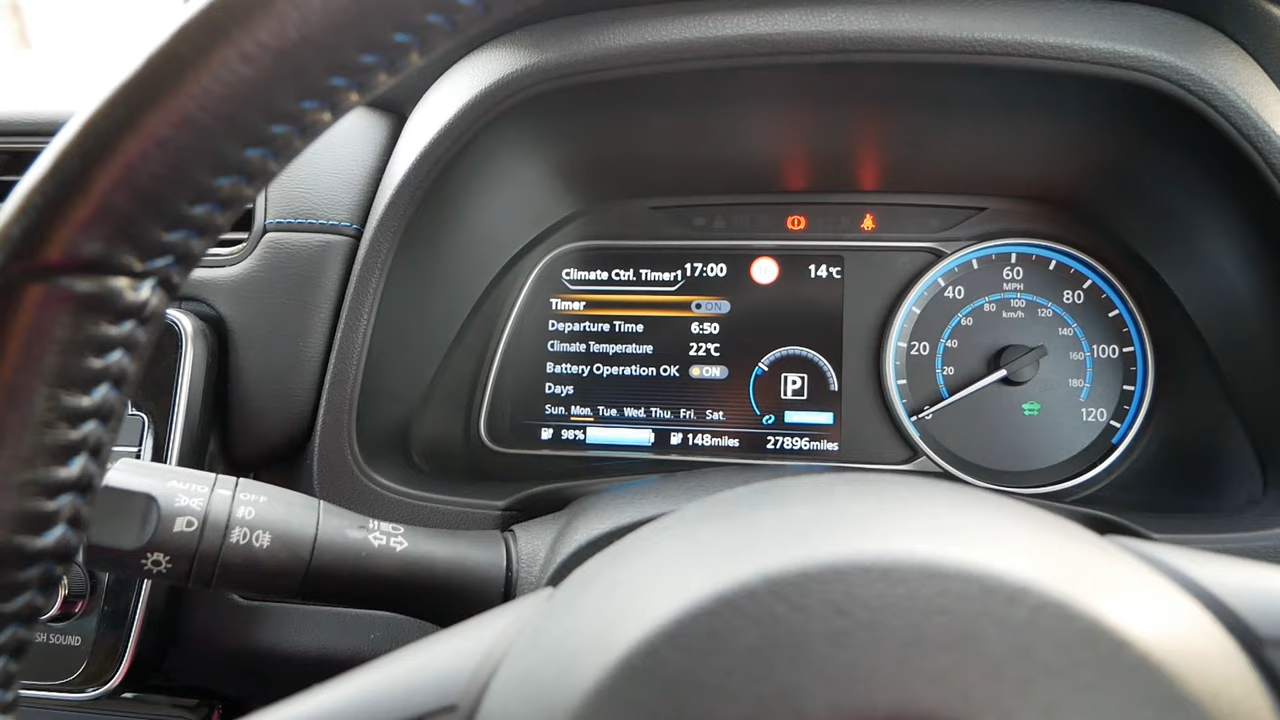 Climate Ctrl. Timer1 17:00 14℃
Timer ON
Departure Time 6:50
Climate Temperature 22℃
Battery Operation OK ON
Days
Sun. Mon. Tue. Wed. Thu. Fri. Sat.
98% 148miles 27896miles
P
60
MPH
40 80
20 100
0 120
100
km/h
80 120
60 140
40 160
20 180
AUTO OFF
SH SOUND